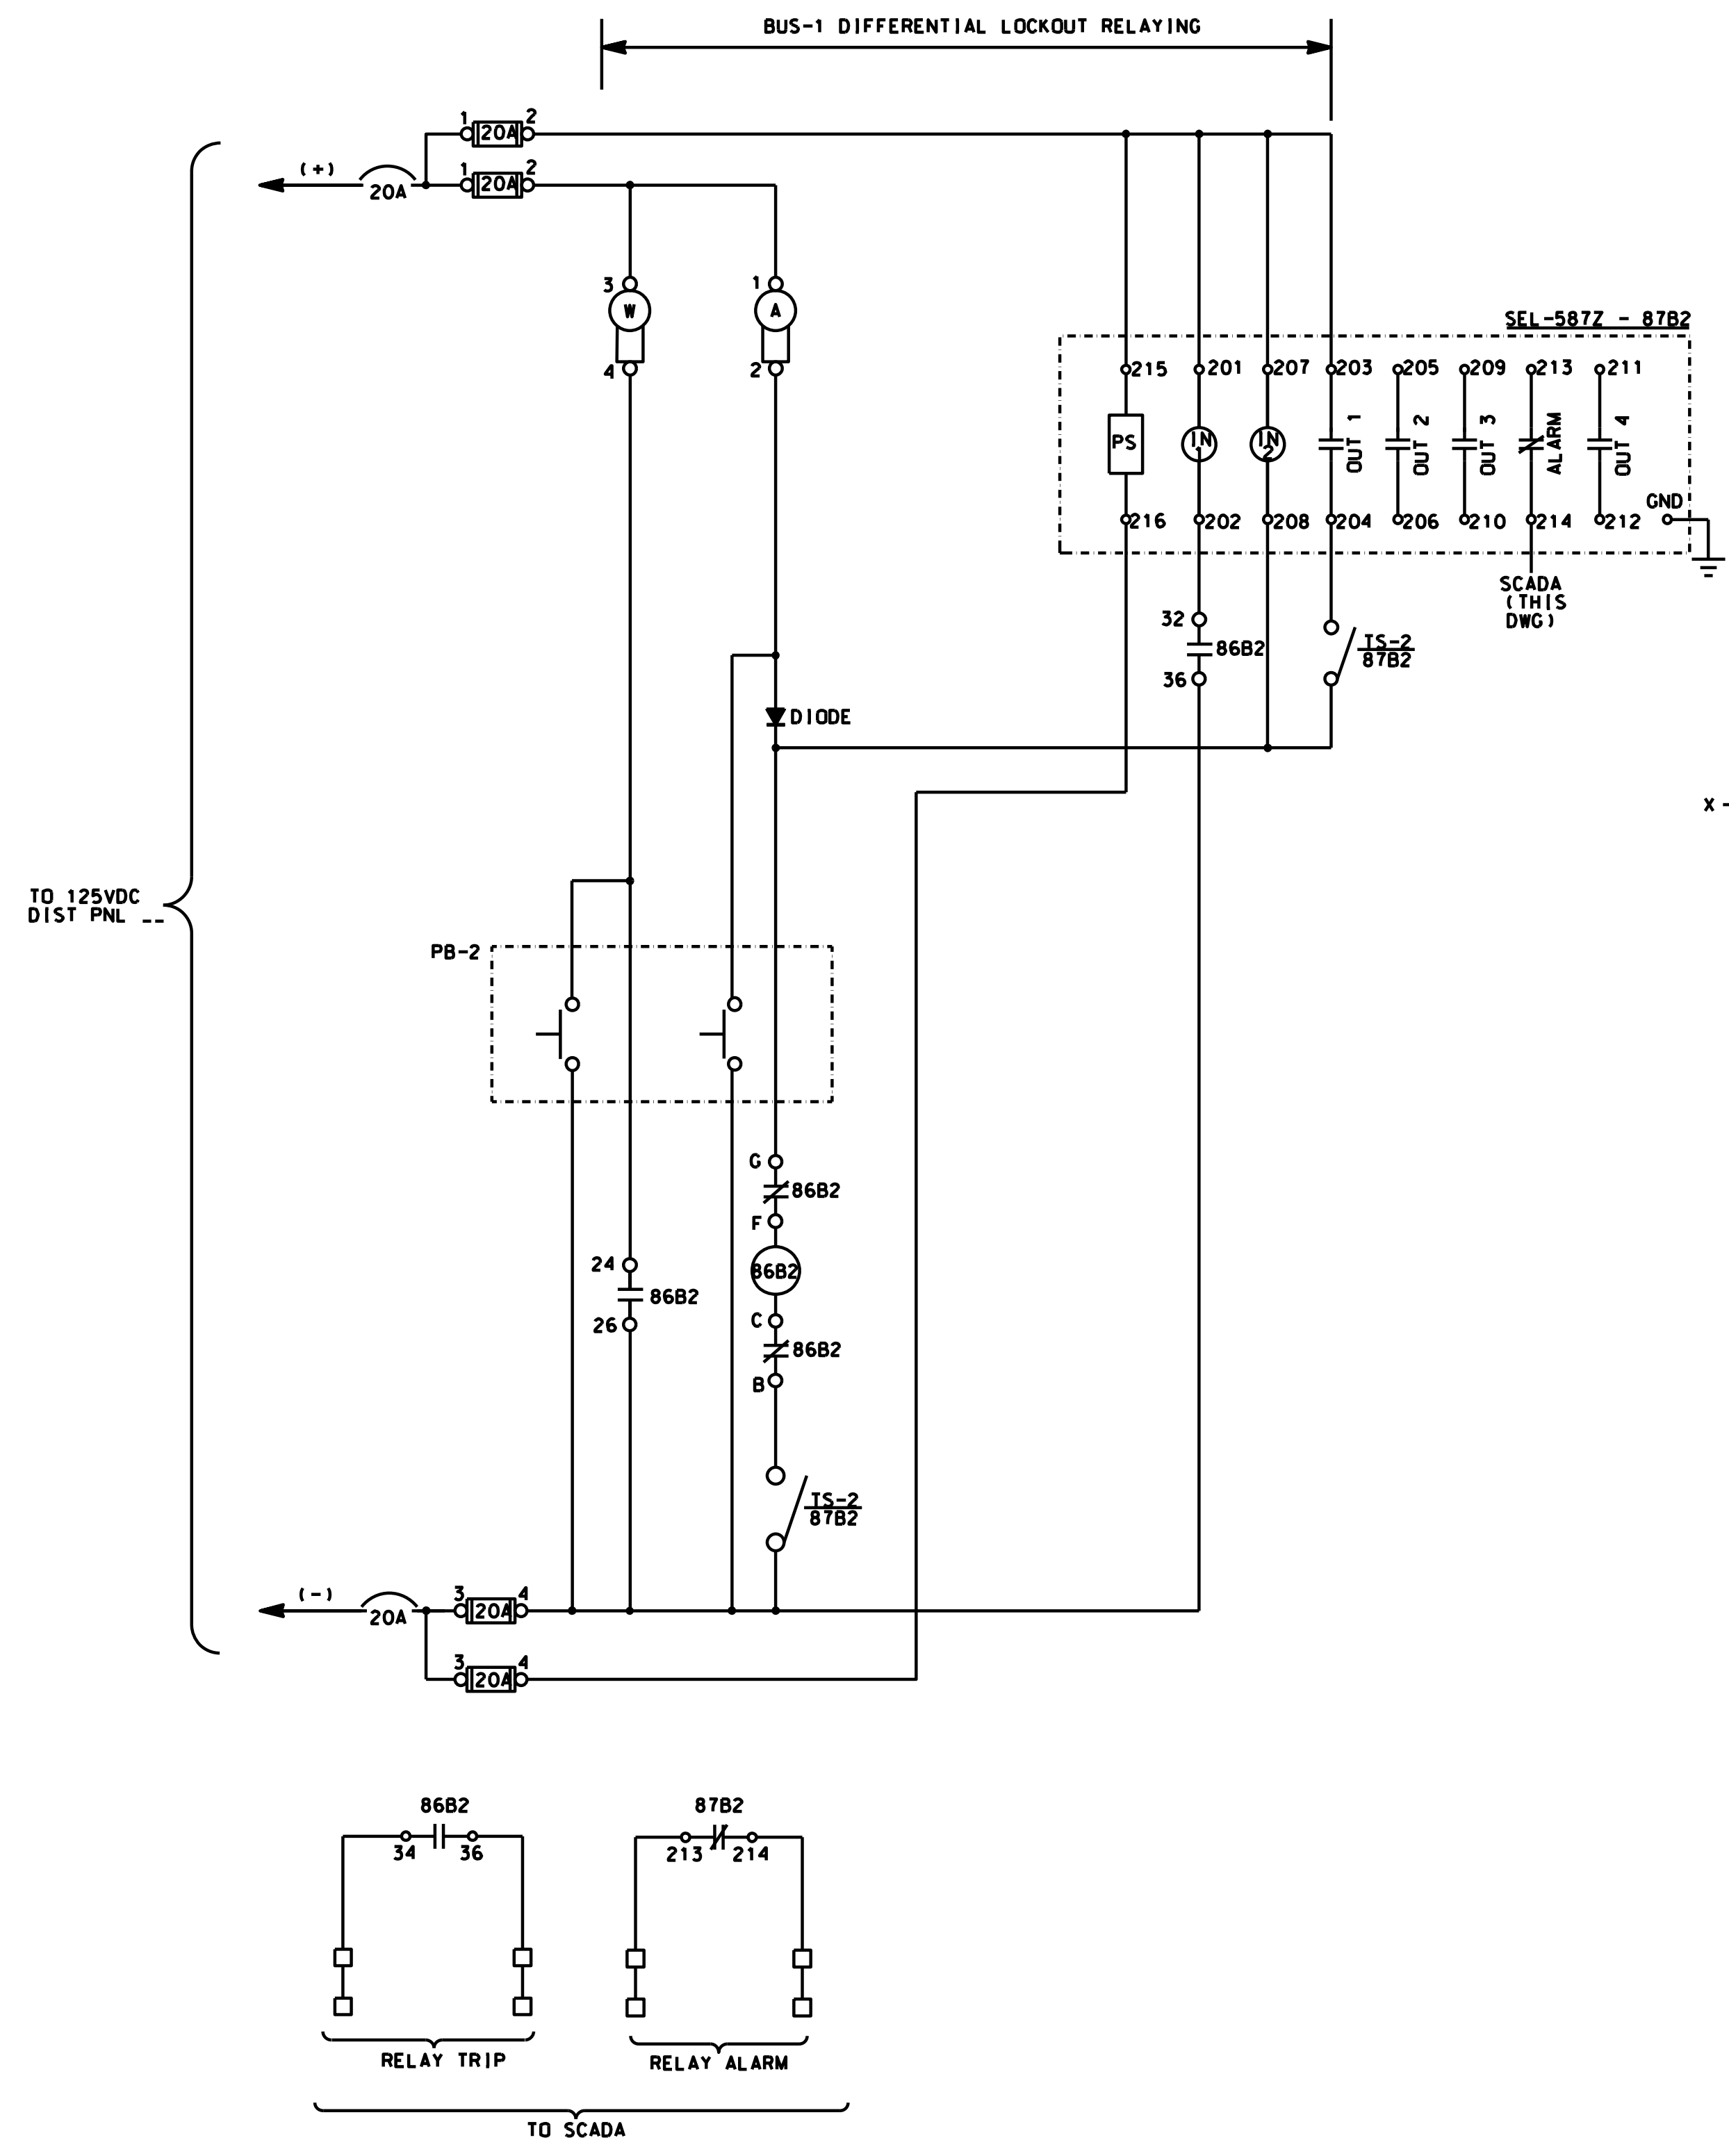 BUS-1 DIFFERENTIAL LOCKOUT RELAYING
1 20A 2
(+)
20A
1 20A 2
3
W
4
1
A
2
SEL-587Z - 87B2
215 201 207 203 205 209 213 211
PS
IN
1
IN
2
OUT 1
OUT 2
OUT 3
ALARM
OUT 4
GND
216 202 208 204 206 210 214 212
SCADA
(THIS
DWG)
32
86B2
36
TS-2
87B2
DIODE
X -
TO 125VDC
DIST PNL --
PB-2
G
86B2
F
86B2
C
86B2
B
24
86B2
26
TS-2
87B2
(-)
20A
3 20A 4
3 20A 4
86B2
34 36
87B2
213 214
RELAY TRIP
RELAY ALARM
TO SCADA